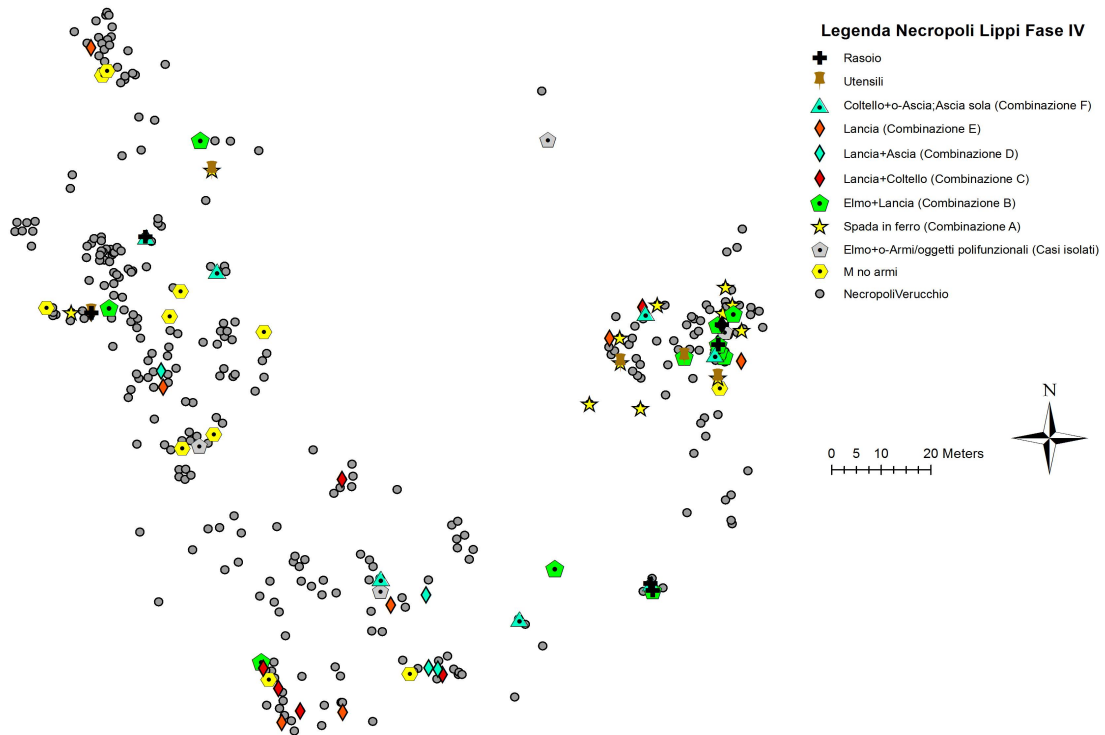 Legenda Necropoli Lippi Fase IV
Rasoio
Utensili
Coltello+o-Ascia;Ascia sola (Combinazione F)
Lancia (Combinazione E)
Lancia+Ascia (Combinazione D)
Lancia+Coltello (Combinazione C)
Elmo+Lancia (Combinazione B)
Spada in ferro (Combinazione A)
Elmo+o-Armi/oggetti polifunzionali (Casi isolati)
M no armi
NecropoliVerucchio
N
0 5 10 20 Meters